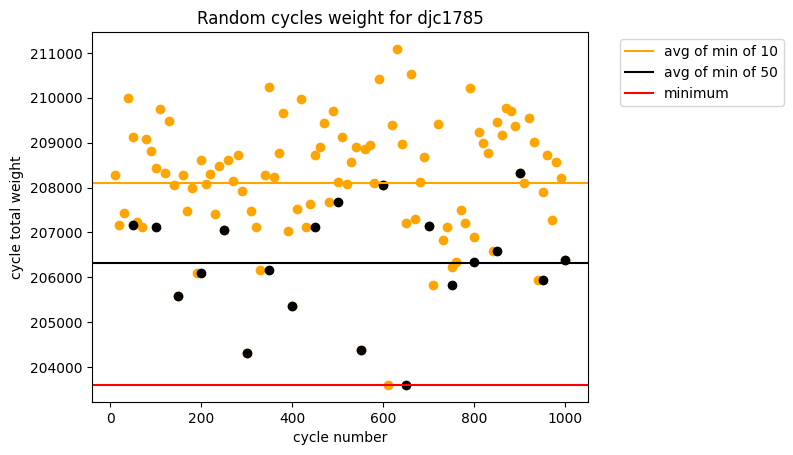 Random cycles weight for djc1785
avg of min of 10
avg of min of 50
minimum
211000
210000
209000
208000
207000
206000
205000
204000
cycle total weight
0 200 400 600 800 1000
cycle number